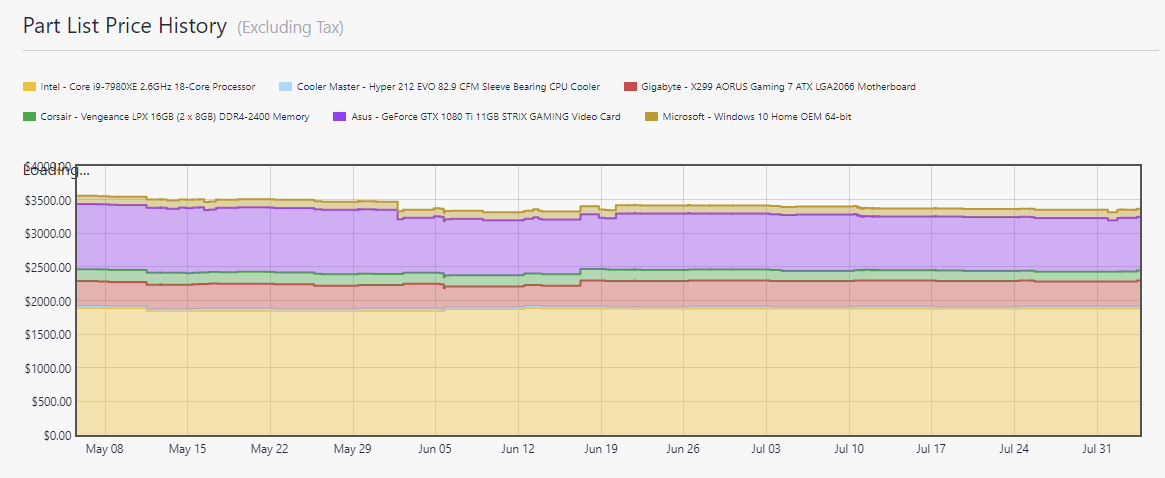 Part List Price History (Excluding Tax)
Intel - Core i9-7980XE 2.6GHz 18-Core Processor Cooler Master - Hyper 212 EVO 82.9 CFM Sleeve Bearing CPU Cooler Gigabyte - X299 AORUS Gaming 7 ATX LGA2066 Motherboard
Corsair - Vengeance LPX 16GB (2 x 8GB) DDR4-2400 Memory Asus - GeForce GTX 1080 Ti 11GB STRIX GAMING Video Card Microsoft - Windows 10 Home OEM 64-bit
$4000.00
Loading...
$3500.00
$3000.00
$2500.00
$2000.00
$1500.00
$1000.00
$500.00
$0.00
May 08 May 15 May 22 May 29 Jun 05 Jun 12 Jun 19 Jun 26 Jul 03 Jul 10 Jul 17 Jul 24 Jul 31